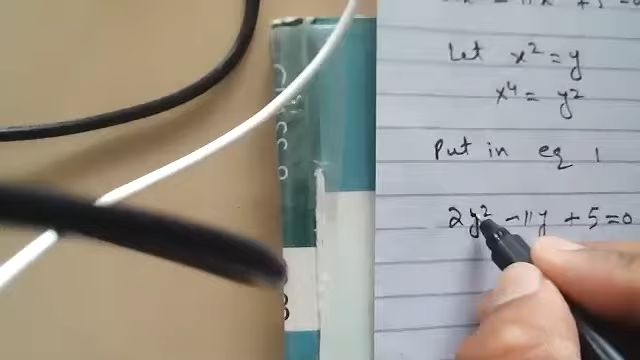 Let x² = y
x⁴ = y²
Put in eq 1
2y² - 11y + 5 = 0